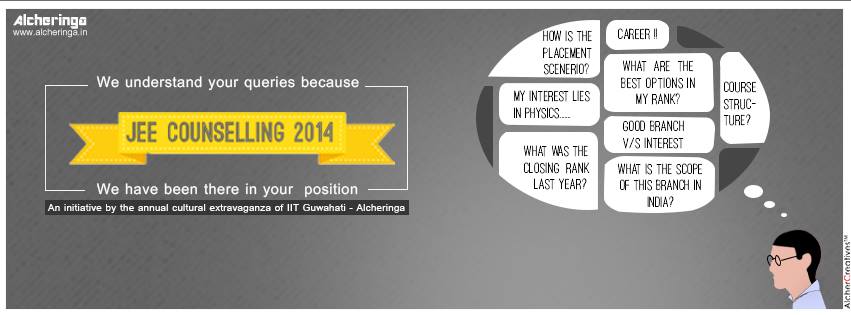 Alcheringa
www.alcheringa.in
We understand your queries because
JEE COUNSELLING 2014
We have been there in your position
An initiative by the annual cultural extravaganza of IIT Guwahati - Alcheringa
HOW IS THE
PLACEMENT
SCENERIO?
CAREER !!
WHAT ARE THE
BEST OPTIONS IN
MY RANK?
COURSE
STRUC-
TURE?
MY INTEREST LIES
IN PHYSICS.....
GOOD BRANCH
V/S INTEREST
WHAT WAS THE
CLOSING RANK
LAST YEAR?
WHAT IS THE SCOPE
OF THIS BRANCH IN
INDIA?
AlcherCreatives™